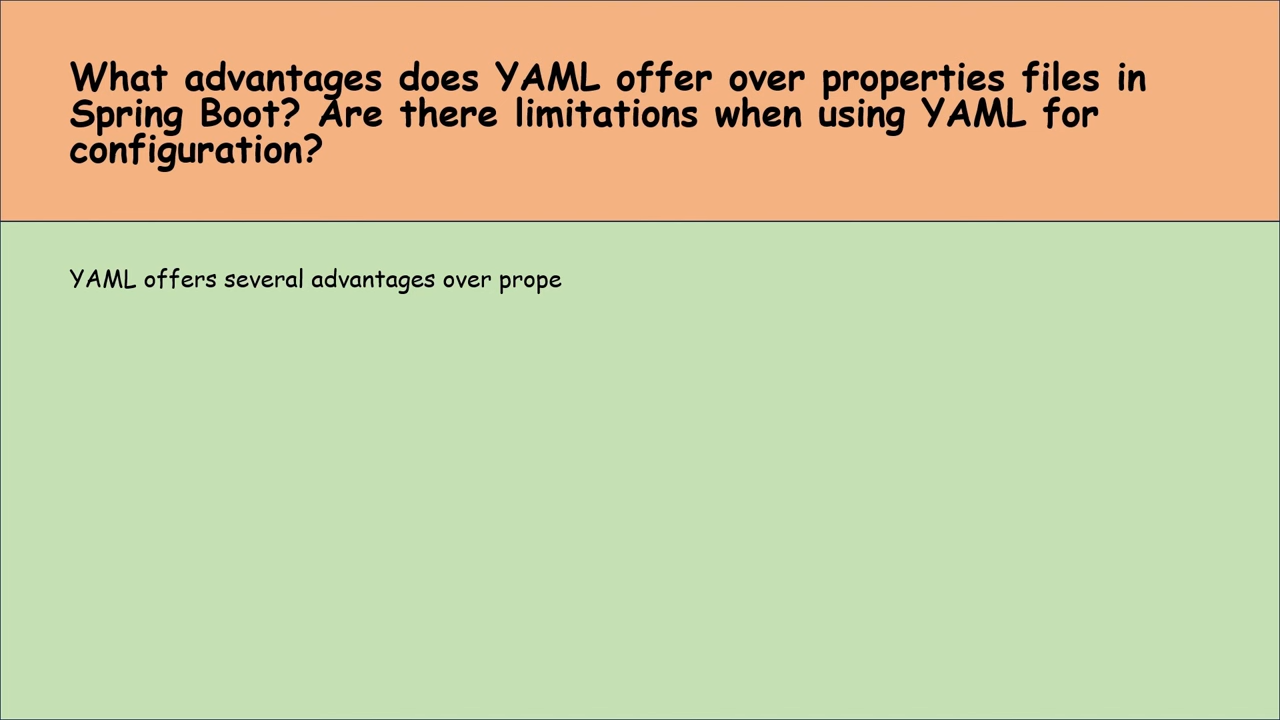 What advantages does YAML offer over properties files in
Spring Boot? Are there limitations when using YAML for
configuration?
YAML offers several advantages over prope